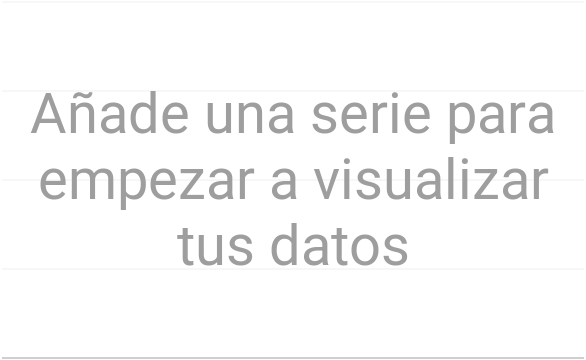 Añade una serie para
empezar a visualizar
tus datos